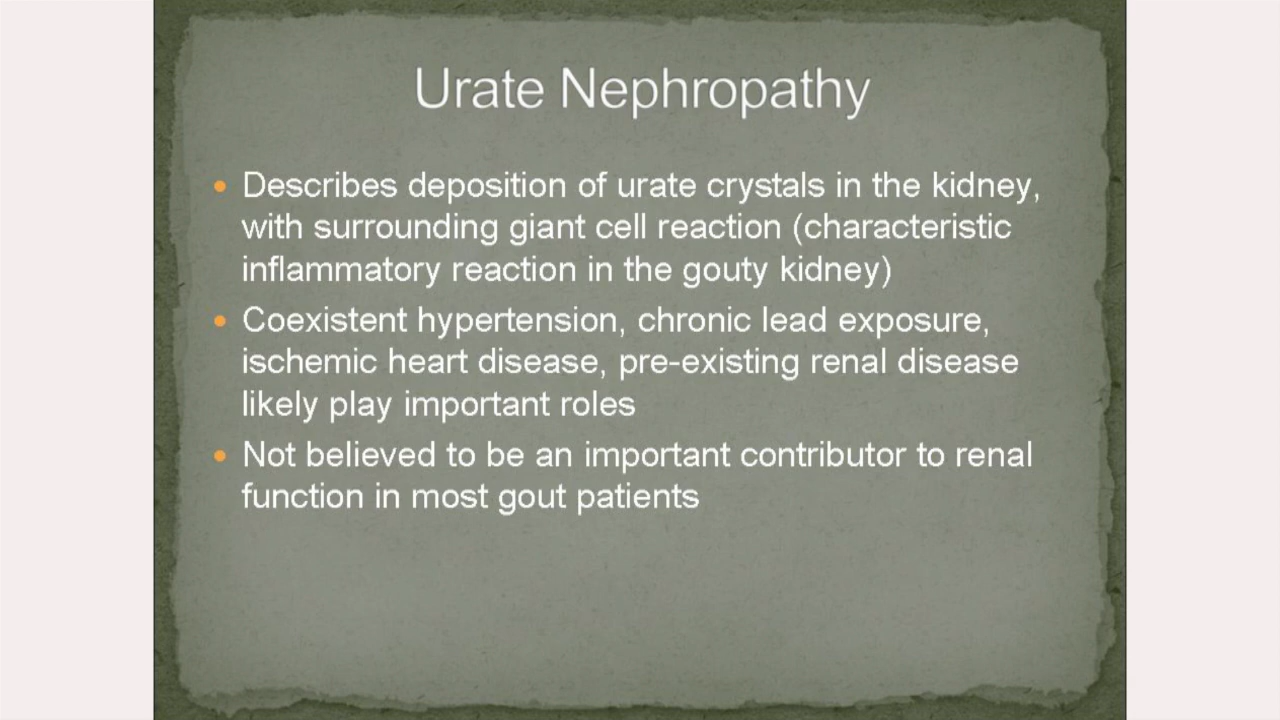 Urate Nephropathy
• Describes deposition of urate crystals in the kidney,
with surrounding giant cell reaction (characteristic
inflammatory reaction in the gouty kidney)
• Coexistent hypertension, chronic lead exposure,
ischemic heart disease, pre-existing renal disease
likely play important roles
• Not believed to be an important contributor to renal
function in most gout patients